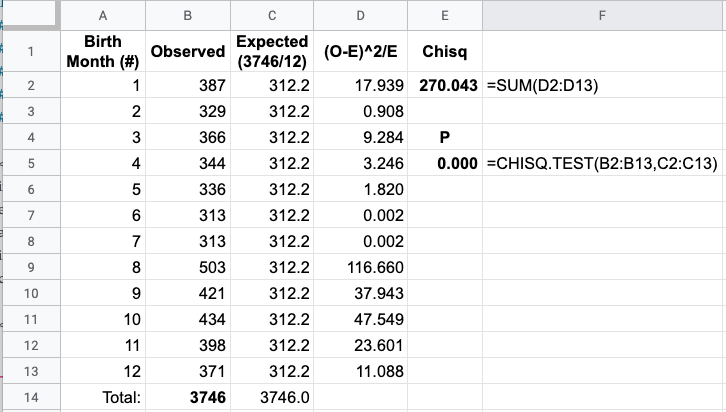 A B C D E F
1 Birth Month (#) Observed Expected (3746/12) (O-E)^2/E Chisq
2 1 387 312.2 17.939 270.043 =SUM(D2:D13)
3 2 329 312.2 0.908
4 3 366 312.2 9.284 P
5 4 344 312.2 3.246 0.000 =CHISQ.TEST(B2:B13,C2:C13)
6 5 336 312.2 1.820
7 6 313 312.2 0.002
8 7 313 312.2 0.002
9 8 503 312.2 116.660
10 9 421 312.2 37.943
11 10 434 312.2 47.549
12 11 398 312.2 23.601
13 12 371 312.2 11.088
14 Total: 3746 3746.0